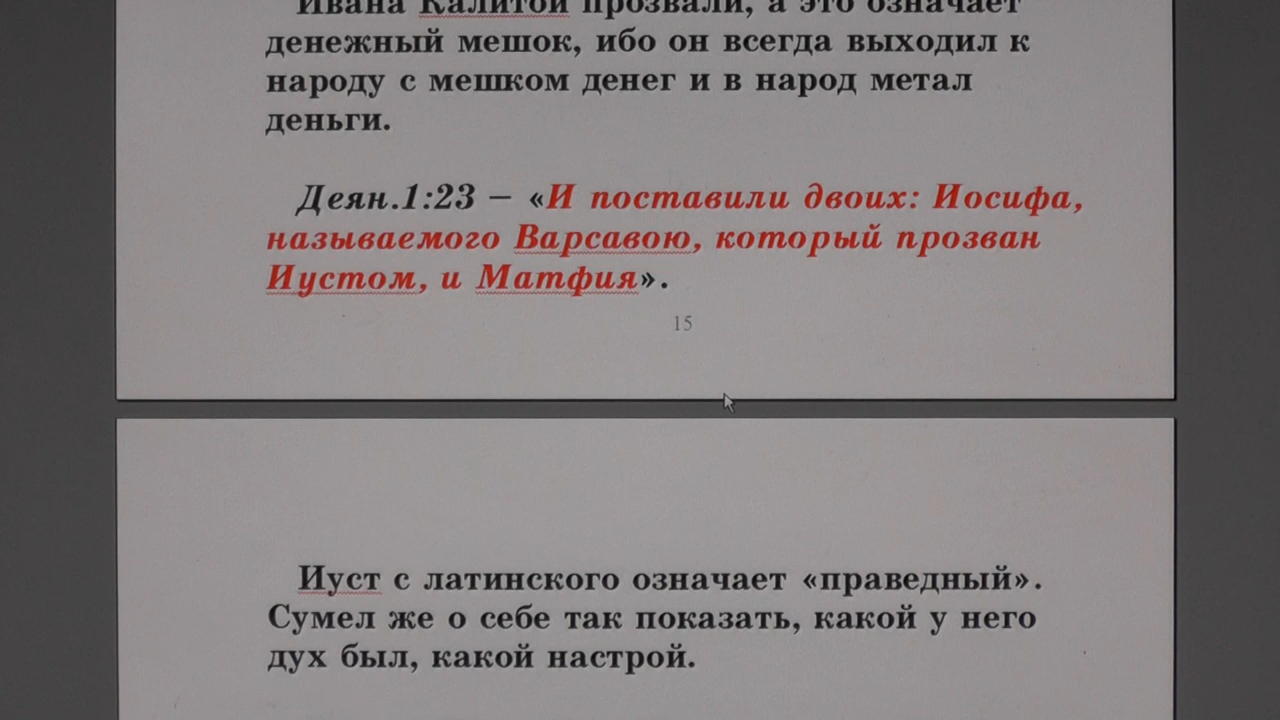 Ивана Калитой прозвали, а это означает
денежный мешок, ибо он всегда выходил к
народу с мешком денег и в народ метал
деньги.
Деян.1:23 – «И поставили двоих: Иосифа,
называемого Варсавою, который прозван
Иустом, и Матфия».
15
Иуст с латинского означает «праведный».
Сумел же о себе так показать, какой у него
дух был, какой настрой.